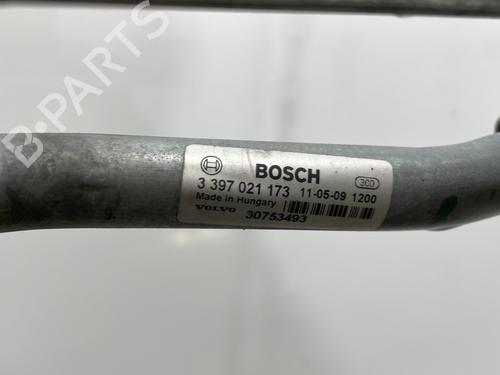 B-PARTS
BOSCH
3 397 021 173 11-05-09 1200
300
Made in Hungary
VOLVO 30753493